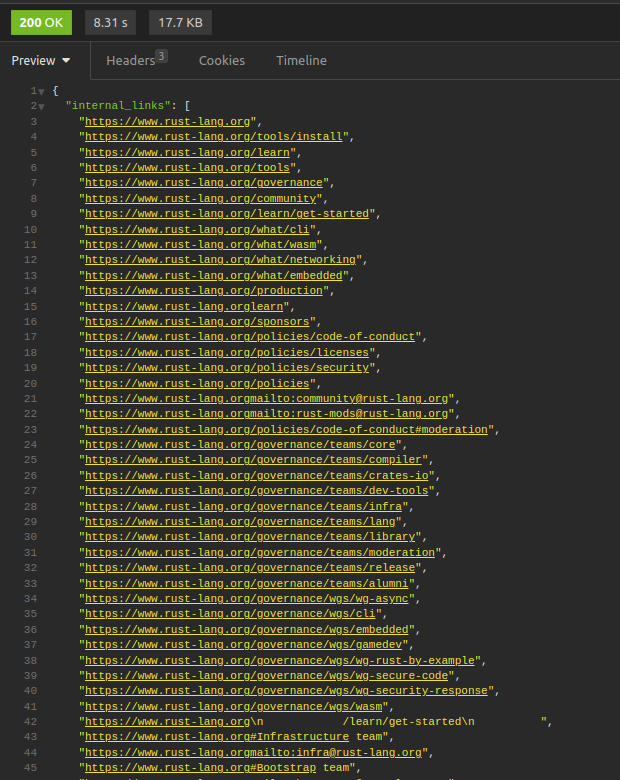 200 OK 8.31 s 17.7 KB
Preview Headers 3 Cookies Timeline
1 {
2 "internal_links": [
3 "https://www.rust-lang.org",
4 "https://www.rust-lang.org/tools/install",
5 "https://www.rust-lang.org/learn",
6 "https://www.rust-lang.org/tools",
7 "https://www.rust-lang.org/governance",
8 "https://www.rust-lang.org/community",
9 "https://www.rust-lang.org/learn/get-started",
10 "https://www.rust-lang.org/what/cli",
11 "https://www.rust-lang.org/what/wasm",
12 "https://www.rust-lang.org/what/networking",
13 "https://www.rust-lang.org/what/embedded",
14 "https://www.rust-lang.org/production",
15 "https://www.rust-lang.orglearn",
16 "https://www.rust-lang.org/sponsors",
17 "https://www.rust-lang.org/policies/code-of-conduct",
18 "https://www.rust-lang.org/policies/licenses",
19 "https://www.rust-lang.org/policies/security",
20 "https://www.rust-lang.org/policies",
21 "https://www.rust-lang.orgmailto:community@rust-lang.org",
22 "https://www.rust-lang.orgmailto:rust-mods@rust-lang.org",
23 "https://www.rust-lang.org/policies/code-of-conduct#moderation",
24 "https://www.rust-lang.org/governance/teams/core",
25 "https://www.rust-lang.org/governance/teams/compiler",
26 "https://www.rust-lang.org/governance/teams/crates-io",
27 "https://www.rust-lang.org/governance/teams/dev-tools",
28 "https://www.rust-lang.org/governance/teams/infra",
29 "https://www.rust-lang.org/governance/teams/lang",
30 "https://www.rust-lang.org/governance/teams/library",
31 "https://www.rust-lang.org/governance/teams/moderation",
32 "https://www.rust-lang.org/governance/teams/release",
33 "https://www.rust-lang.org/governance/teams/alumni",
34 "https://www.rust-lang.org/governance/wgs/wg-async",
35 "https://www.rust-lang.org/governance/wgs/cli",
36 "https://www.rust-lang.org/governance/wgs/embedded",
37 "https://www.rust-lang.org/governance/wgs/gamedev",
38 "https://www.rust-lang.org/governance/wgs/wg-rust-by-example",
39 "https://www.rust-lang.org/governance/wgs/wg-secure-code",
40 "https://www.rust-lang.org/governance/wgs/wg-security-response",
41 "https://www.rust-lang.org/governance/wgs/wasm",
42 "https://www.rust-lang.org\n            /learn/get-started\n          ",
43 "https://www.rust-lang.org#Infrastructure team",
44 "https://www.rust-lang.orgmailto:infra@rust-lang.org",
45 "https://www.rust-lang.org#Bootstrap team",